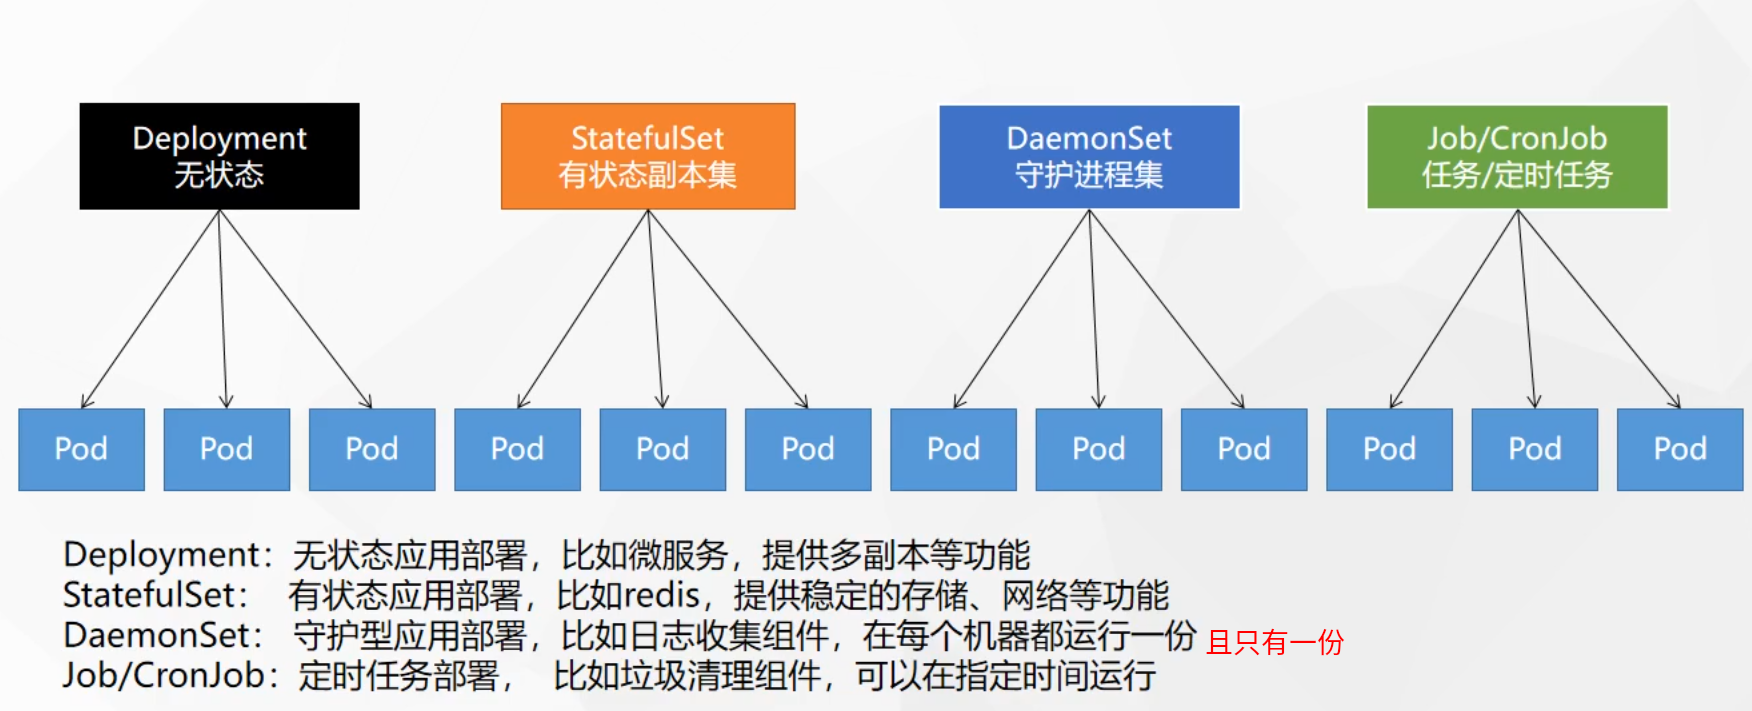 Deployment
无状态
StatefulSet
有状态副本集
DaemonSet
守护进程集
Job/CronJob
任务/定时任务
Pod
Pod
Pod
Pod
Pod
Pod
Pod
Pod
Pod
Pod
Pod
Pod
Deployment：无状态应用部署，比如微服务，提供多副本等功能
StatefulSet： 有状态应用部署，比如redis，提供稳定的存储、网络等功能
DaemonSet： 守护型应用部署，比如日志收集组件，在每个机器都运行一份 且只有一份
Job/CronJob：定时任务部署， 比如垃圾清理组件，可以在指定时间运行